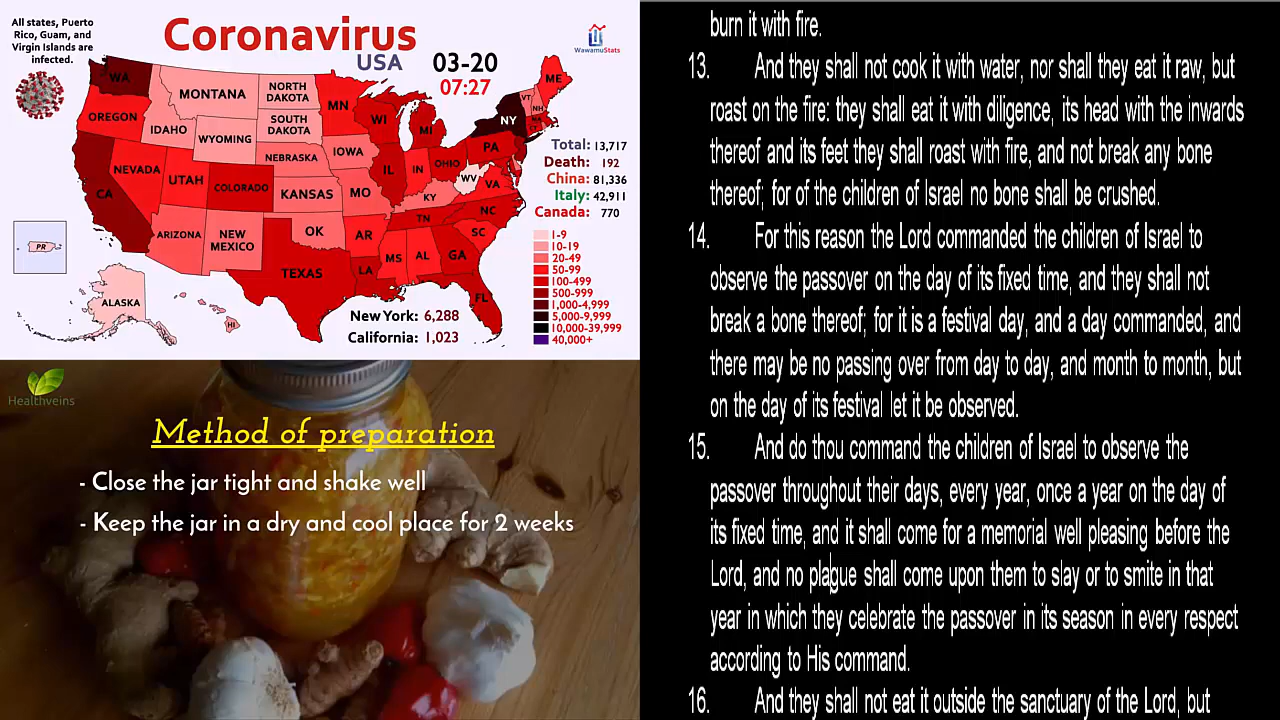 All states, Puerto
Rico, Guam, and
Virgin Islands are
infected.
Coronavirus
USA
03-20
07:27
WawamuStats
WA
MONTANA
NORTH
DAKOTA
MN
ME
OREGON
IDAHO
WYOMING
SOUTH
DAKOTA
WI
MI
VT
NH
NY
MA
NEVADA
UTAH
COLORADO
NEBRASKA
IOWA
IL
IN
OHIO
PA
CA
KANSAS
MO
KY
WV
VA
ARIZONA
NEW
MEXICO
OK
AR
TN
NC
SC
TEXAS
LA
MS
AL
GA
FL
PR
ALASKA
HI
Total: 13,717
Death: 192
China: 81,336
Italy: 42,911
Canada: 770
1-9
10-19
20-49
50-99
100-499
500-999
1,000-4,999
5,000-9,999
10,000-39,999
40,000+
New York: 6,288
California: 1,023
Healthveins
Method of preparation
- Close the jar tight and shake well
- Keep the jar in a dry and cool place for 2 weeks
burn it with fire.
13. And they shall not cook it with water, nor shall they eat it raw, but
roast on the fire: they shall eat it with diligence, its head with the inwards
thereof and its feet they shall roast with fire, and not break any bone
thereof; for of the children of Israel no bone shall be crushed.
14. For this reason the Lord commanded the children of Israel to
observe the passover on the day of its fixed time, and they shall not
break a bone thereof; for it is a festival day, and a day commanded, and
there may be no passing over from day to day, and month to month, but
on the day of its festival let it be observed.
15. And do thou command the children of Israel to observe the
passover throughout their days, every year, once a year on the day of
its fixed time, and it shall come for a memorial well pleasing before the
Lord, and no plague shall come upon them to slay or to smite in that
year in which they celebrate the passover in its season in every respect
according to His command.
16. And they shall not eat it outside the sanctuary of the Lord, but